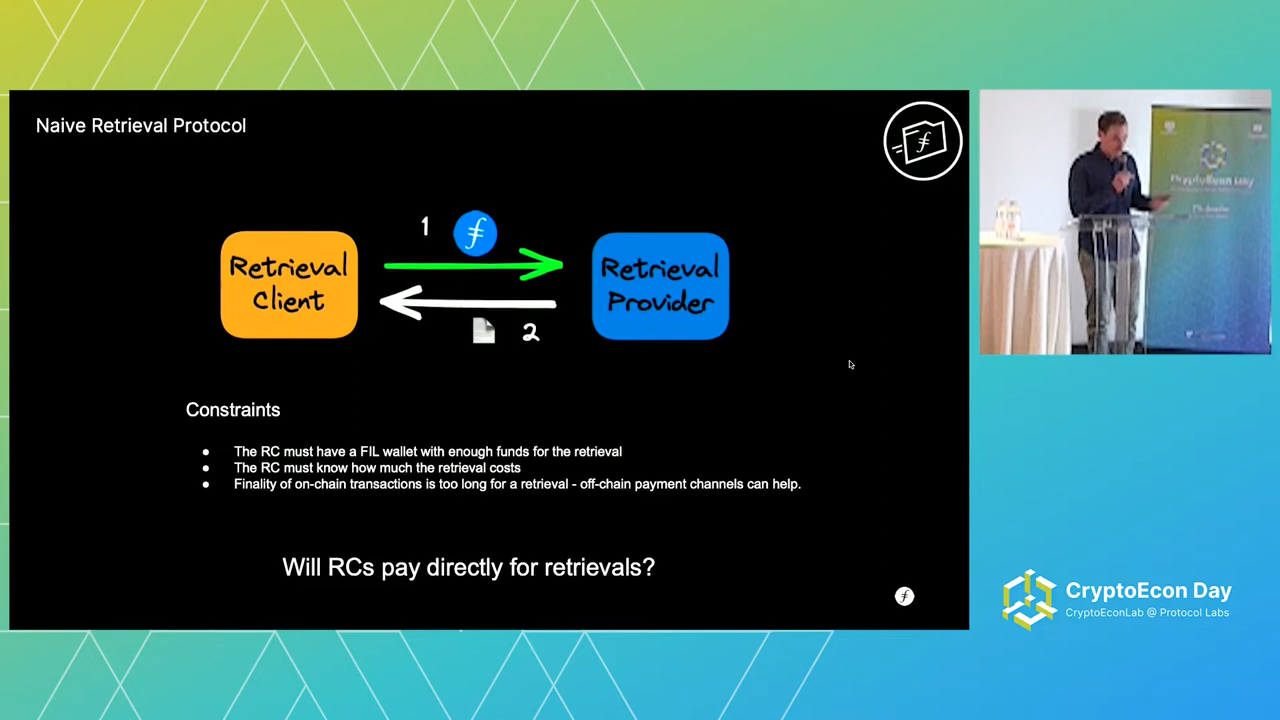 Naive Retrieval Protocol
1
Retrieval
Client
Retrieval
Provider
2
Constraints
● The RC must have a FIL wallet with enough funds for the retrieval
● The RC must know how much the retrieval costs
● Finality of on-chain transactions is too long for a retrieval - off-chain payment channels can help.
Will RCs pay directly for retrievals?
CryptoEcon Day
CryptoEcon Day
CryptoEconLab @ Protocol Labs